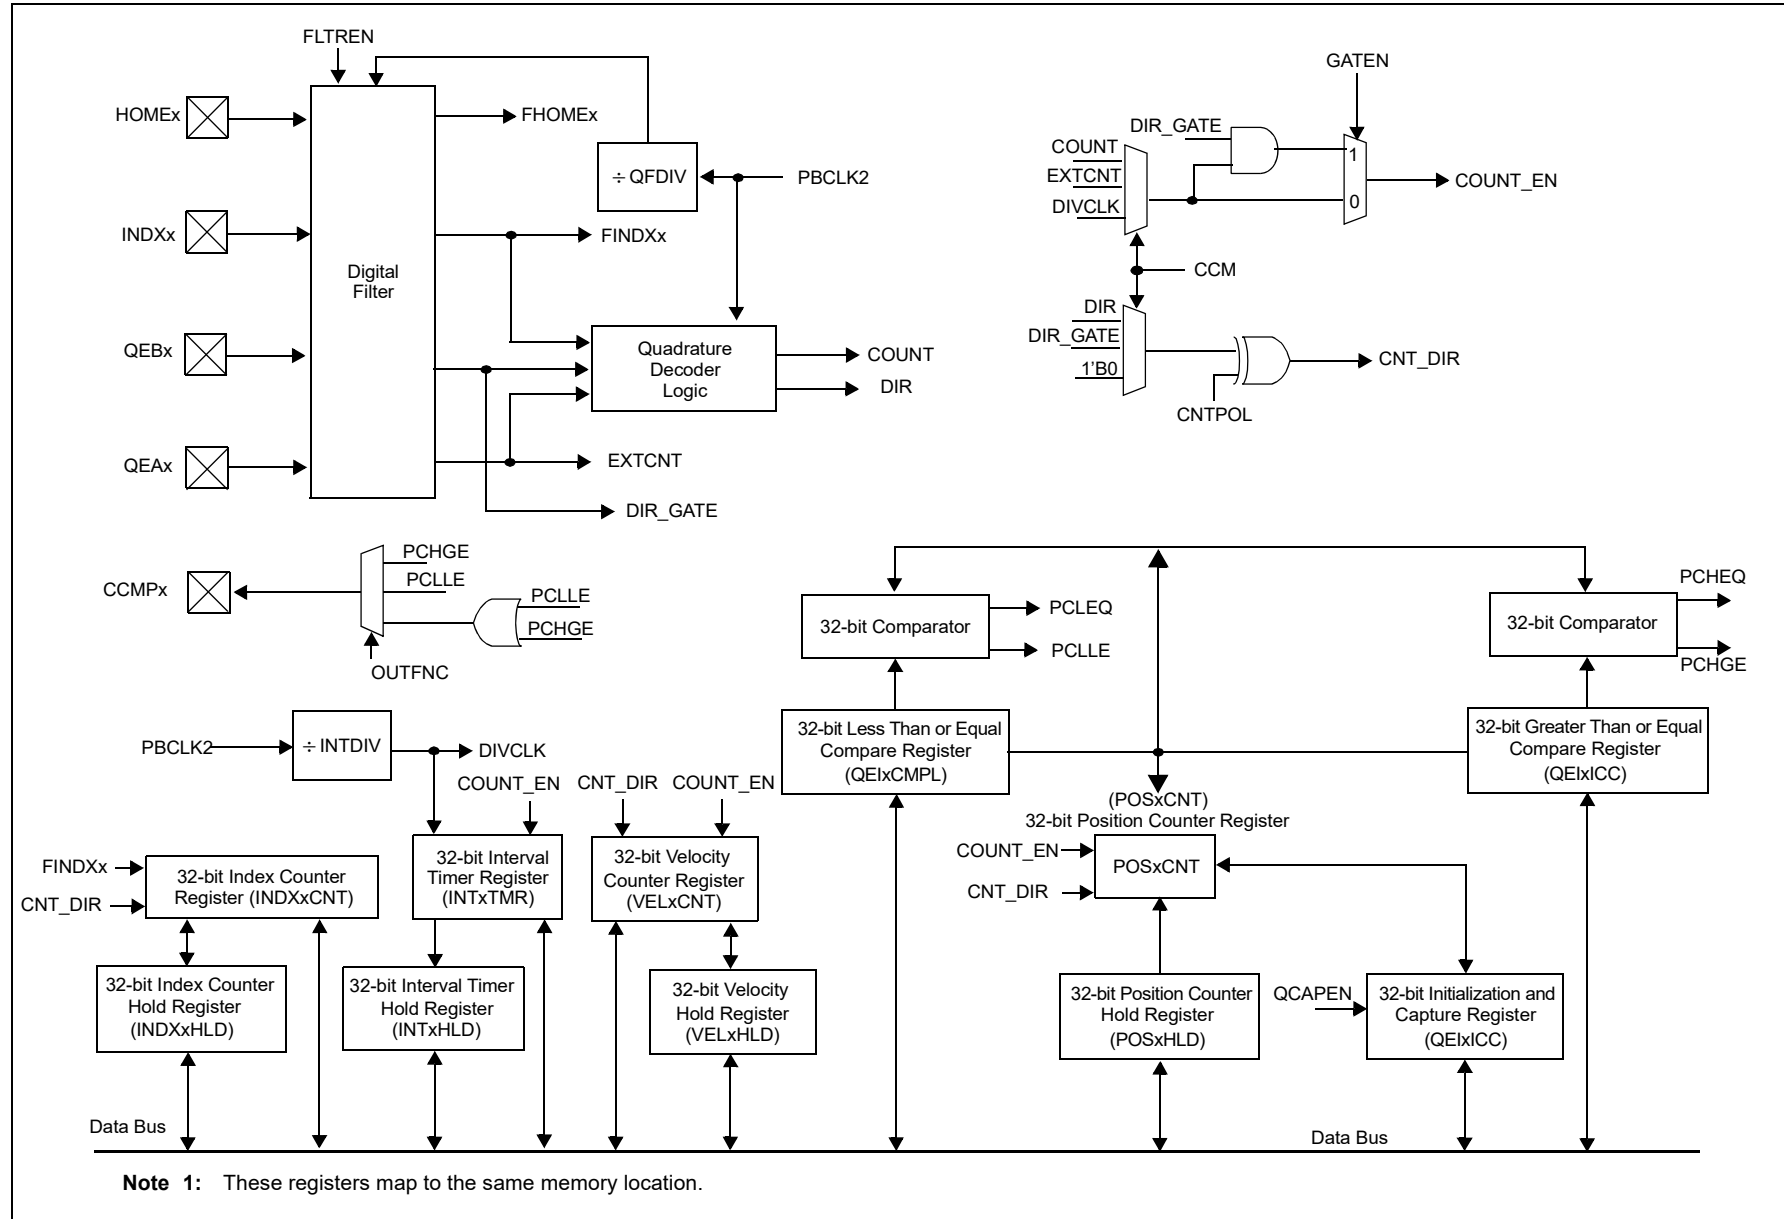 FLTREN
HOMEx
FHOMEx
÷ QFDIV
PBCLK2
INDXx
FINDXx
Digital
Filter
QEBx
Quadrature
Decoder
Logic
COUNT
DIR
QEAx
EXTCNT
DIR_GATE
GATEN
DIR_GATE
COUNT
EXTCNT
DIVCLK
1
0
COUNT_EN
CCM
DIR
DIR_GATE
1'B0
CNTPOL
CNT_DIR
CCMPx
PCHGE
PCLLE
PCLLE
PCHGE
OUTFNC
32-bit Comparator
PCLEQ
PCLLE
32-bit Comparator
PCHEQ
PCHGE
PBCLK2
÷ INTDIV
DIVCLK
COUNT_EN
CNT_DIR
COUNT_EN
32-bit Less Than or Equal
Compare Register
(QEIxCMPL)
32-bit Greater Than or Equal
Compare Register
(QEIxICC)
(POSxCNT)
32-bit Position Counter Register
COUNT_EN
CNT_DIR
POSxCNT
FINDXx
CNT_DIR
32-bit Index Counter
Register (INDXxCNT)
32-bit Interval
Timer Register
(INTxTMR)
32-bit Velocity
Counter Register
(VELxCNT)
32-bit Index Counter
Hold Register
(INDXxHLD)
32-bit Interval Timer
Hold Register
(INTxHLD)
32-bit Velocity
Hold Register
(VELxHLD)
32-bit Position Counter
Hold Register
(POSxHLD)
QCAPEN
32-bit Initialization and
Capture Register
(QEIxICC)
Data Bus
Data Bus
Note 1: These registers map to the same memory location.